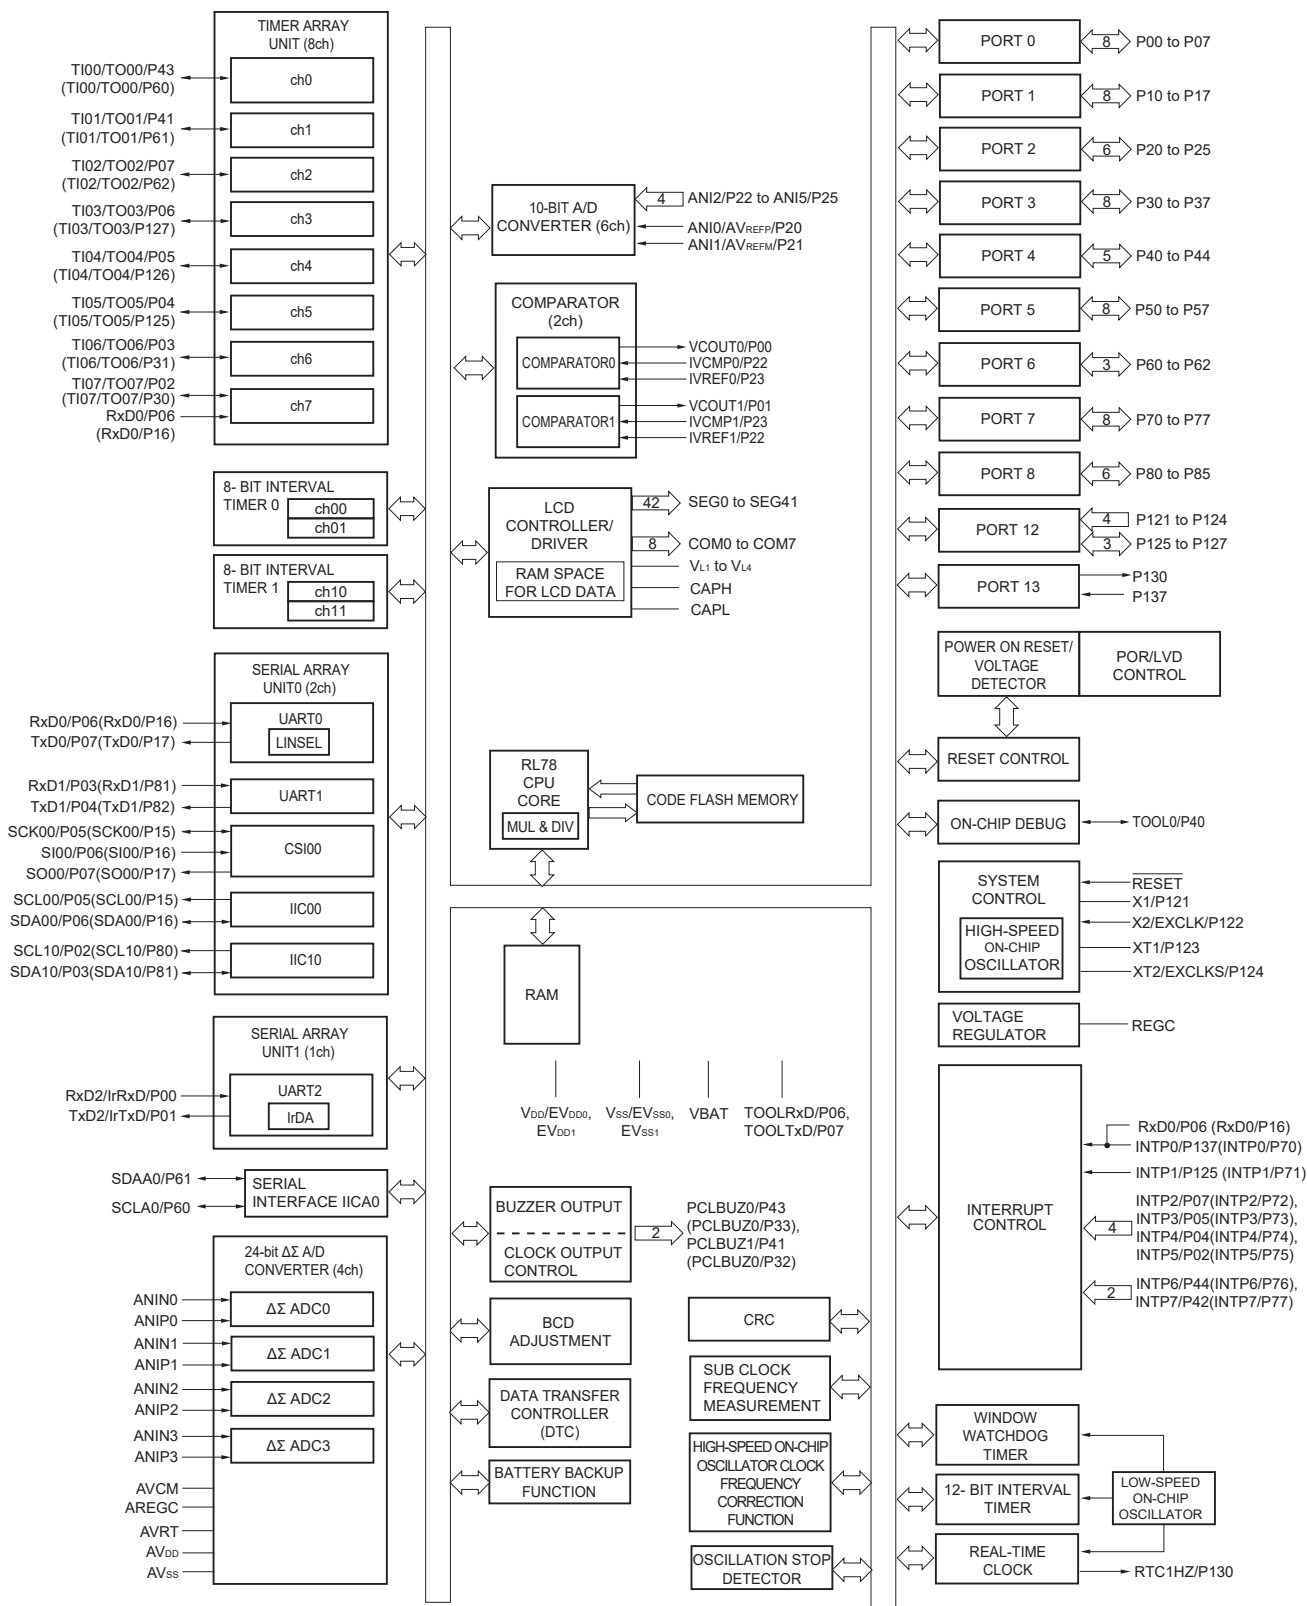 TIMER ARRAY
UNIT (8ch)
TI00/TO00/P43
(TI00/TO00/P60)
ch0
TI01/TO01/P41
(TI01/TO01/P61)
ch1
TI02/TO02/P07
(TI02/TO02/P62)
ch2
TI03/TO03/P06
(TI03/TO03/P127)
ch3
TI04/TO04/P05
(TI04/TO04/P126)
ch4
TI05/TO05/P04
(TI05/TO05/P125)
ch5
TI06/TO06/P03
(TI06/TO06/P31)
ch6
TI07/TO07/P02
(TI07/TO07/P30)
RxD0/P06
(RxD0/P16)
ch7
8- BIT INTERVAL
TIMER 0
ch00
ch01
8- BIT INTERVAL
TIMER 1
ch10
ch11
SERIAL ARRAY
UNIT0 (2ch)
RxD0/P06(RxD0/P16)
TxD0/P07(TxD0/P17)
UART0
LINSEL
RxD1/P03(RxD1/P81)
TxD1/P04(TxD1/P82)
UART1
SCK00/P05(SCK00/P15)
SI00/P06(SI00/P16)
SO00/P07(SO00/P17)
CSI00
SCL00/P05(SCL00/P15)
SDA00/P06(SDA00/P16)
IIC00
SCL10/P02(SCL10/P80)
SDA10/P03(SDA10/P81)
IIC10
SERIAL ARRAY
UNIT1 (1ch)
RxD2/IrRxD/P00
TxD2/IrTxD/P01
UART2
IrDA
SDAA0/P61
SCLA0/P60
SERIAL
INTERFACE IICA0
24-bit ΔΣ A/D
CONVERTER (4ch)
ANIN0
ANIP0
ΔΣ ADC0
ANIN1
ANIP1
ΔΣ ADC1
ANIN2
ANIP2
ΔΣ ADC2
ANIN3
ANIP3
ΔΣ ADC3
AVCM
AREGC
AVRT
AVDD
AVSS
10-BIT A/D
CONVERTER (6ch)
4 ANI2/P22 to ANI5/P25
ANI0/AVREFP/P20
ANI1/AVREFM/P21
COMPARATOR
(2ch)
COMPARATOR0
VCOUT0/P00
IVCMP0/P22
IVREF0/P23
COMPARATOR1
VCOUT1/P01
IVCMP1/P23
IVREF1/P22
LCD
CONTROLLER/
DRIVER
RAM SPACE
FOR LCD DATA
42 SEG0 to SEG41
8 COM0 to COM7
VL1 to VL4
CAPH
CAPL
RL78
CPU
CORE
MUL & DIV
CODE FLASH MEMORY
RAM
VDD/EVDD0,
EVDD1
VSS/EVSS0,
EVSS1
VBAT
TOOLRxD/P06,
TOOLTxD/P07
BUZZER OUTPUT
CLOCK OUTPUT
CONTROL
2
PCLBUZ0/P43
(PCLBUZ0/P33),
PCLBUZ1/P41
(PCLBUZ0/P32)
BCD
ADJUSTMENT
DATA TRANSFER
CONTROLLER
(DTC)
BATTERY BACKUP
FUNCTION
CRC
SUB CLOCK
FREQUENCY
MEASUREMENT
HIGH-SPEED ON-CHIP
OSCILLATOR CLOCK
FREQUENCY
CORRECTION
FUNCTION
OSCILLATION STOP
DETECTOR
PORT 0 8 P00 to P07
PORT 1 8 P10 to P17
PORT 2 6 P20 to P25
PORT 3 8 P30 to P37
PORT 4 5 P40 to P44
PORT 5 8 P50 to P57
PORT 6 3 P60 to P62
PORT 7 8 P70 to P77
PORT 8 6 P80 to P85
PORT 12
4 P121 to P124
3 P125 to P127
PORT 13
P130
P137
POWER ON RESET/
VOLTAGE
DETECTOR
POR/LVD
CONTROL
RESET CONTROL
ON-CHIP DEBUG
TOOL0/P40
SYSTEM
CONTROL
HIGH-SPEED
ON-CHIP
OSCILLATOR
RESET
X1/P121
X2/EXCLK/P122
XT1/P123
XT2/EXCLKS/P124
VOLTAGE
REGULATOR
REGC
INTERRUPT
CONTROL
RxD0/P06 (RxD0/P16)
INTP0/P137(INTP0/P70)
INTP1/P125 (INTP1/P71)
4
INTP2/P07(INTP2/P72),
INTP3/P05(INTP3/P73),
INTP4/P04(INTP4/P74),
INTP5/P02(INTP5/P75)
2
INTP6/P44(INTP6/P76),
INTP7/P42(INTP7/P77)
WINDOW
WATCHDOG
TIMER
12- BIT INTERVAL
TIMER
LOW-SPEED
ON-CHIP
OSCILLATOR
REAL-TIME
CLOCK
RTC1HZ/P130